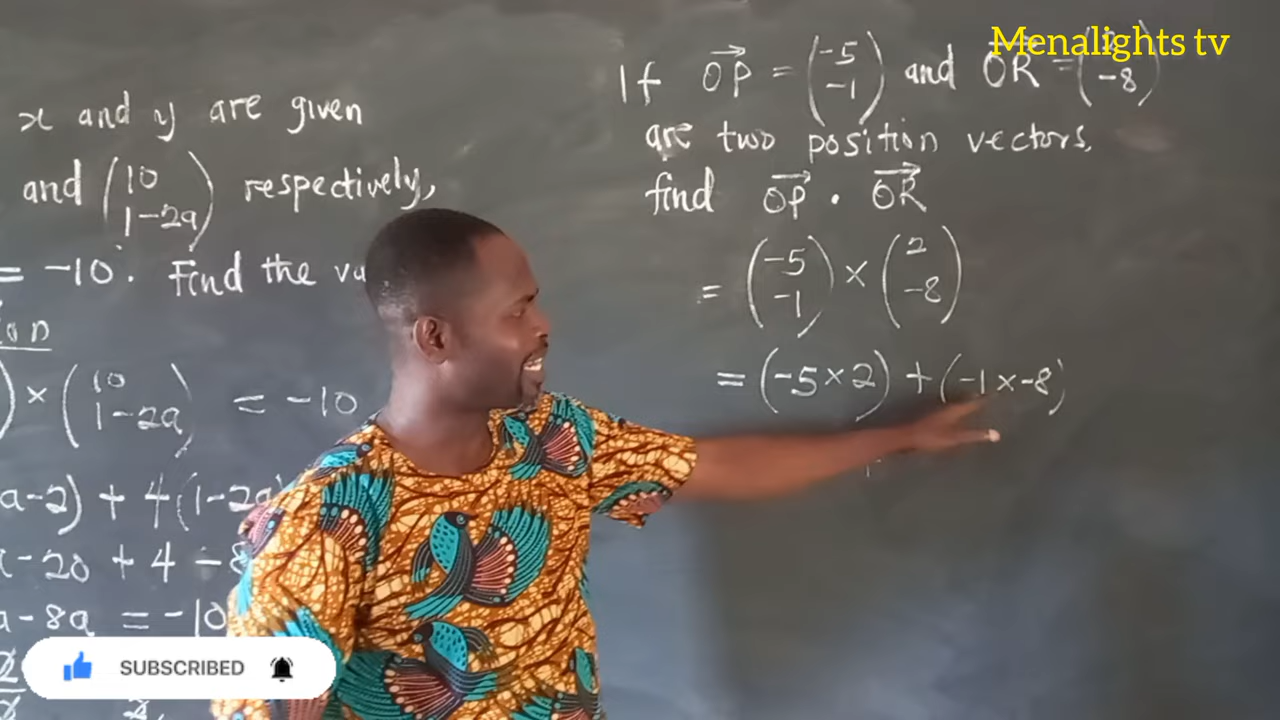 x and y are given
and (10 1-2a) respectively,
= -10. Find the va
) × (10 1-2a) = -10
a-2) + 4(1-2a
-20 + 4 - 8
-8a = -10
Menalights tv
If OP = (-5 -1) and OR = ( -8)
are two position vectors,
find OP · OR
= (-5 -1) × (2 -8)
= (-5×2) + (-1×-8)
SUBSCRIBED